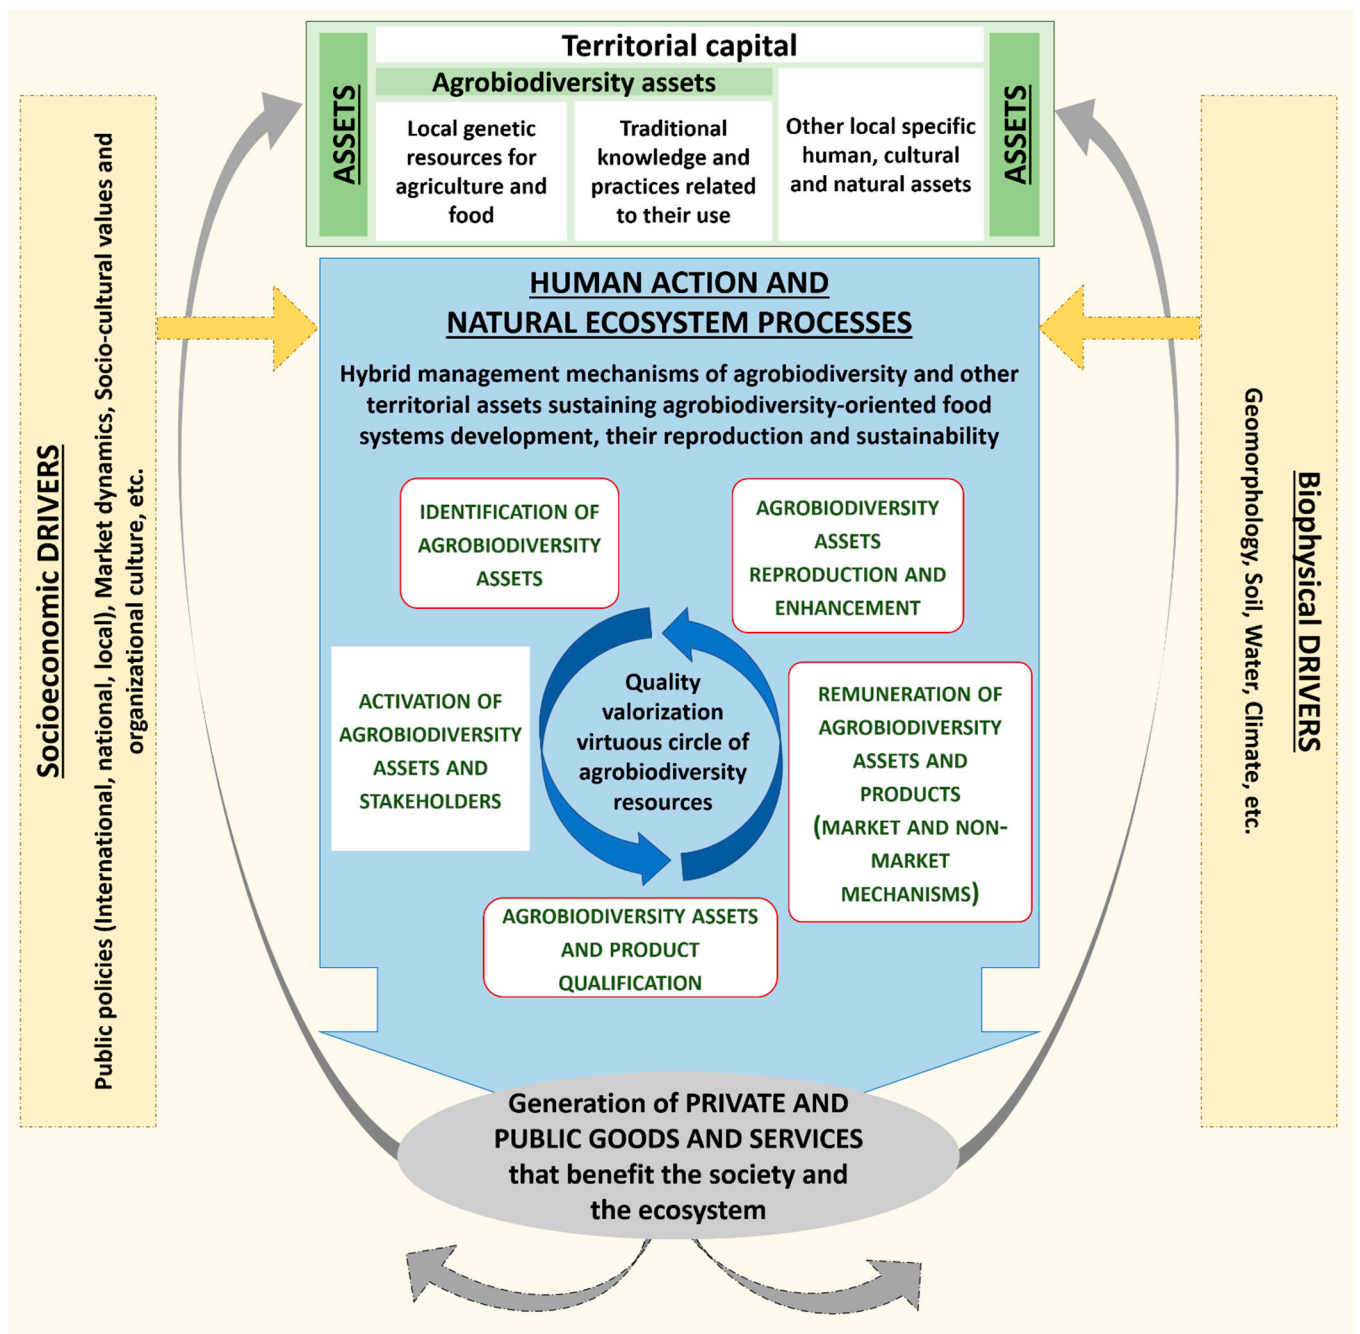 Territorial capital
ASSETS
Agrobiodiversity assets
Local genetic
resources for
agriculture and
food
Traditional
knowledge and
practices related
to their use
Other local specific
human, cultural
and natural assets
ASSETS
Socioeconomic DRIVERS
Public policies (International, national, local), Market dynamics, Socio-cultural values and
organizational culture, etc.
HUMAN ACTION AND
NATURAL ECOSYSTEM PROCESSES
Hybrid management mechanisms of agrobiodiversity and other
territorial assets sustaining agrobiodiversity-oriented food
systems development, their reproduction and sustainability
IDENTIFICATION OF
AGROBIODIVERSITY
ASSETS
AGROBIODIVERSITY
ASSETS
REPRODUCTION AND
ENHANCEMENT
ACTIVATION OF
AGROBIODIVERSITY
ASSETS AND
STAKEHOLDERS
Quality
valorization
virtuous circle of
agrobiodiversity
resources
REMUNERATION OF
AGROBIODIVERSITY
ASSETS AND
PRODUCTS
(MARKET AND NON-
MARKET
MECHANISMS)
AGROBIODIVERSITY ASSETS
AND PRODUCT
QUALIFICATION
Biophysical DRIVERS
Geomorphology, Soil, Water, Climate, etc.
Generation of PRIVATE AND
PUBLIC GOODS AND SERVICES
that benefit the society and
the ecosystem